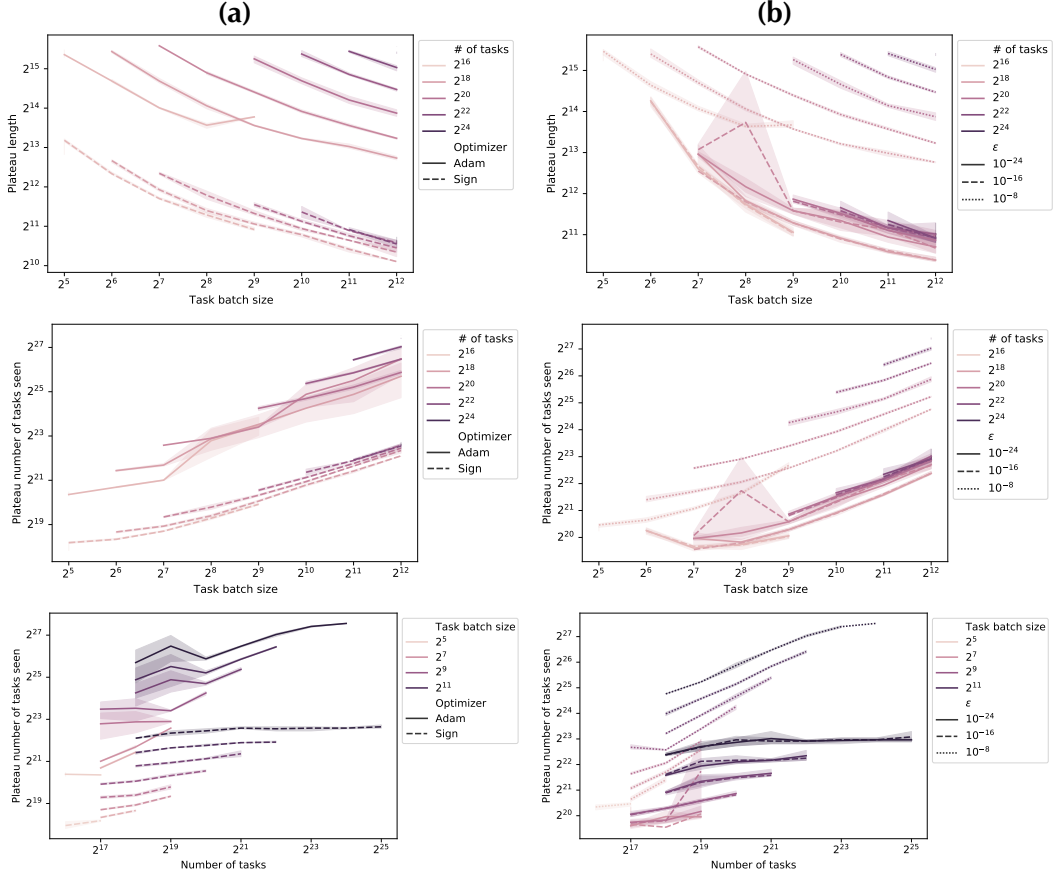 (a)
(b)
2^15
2^14
2^13
2^12
2^11
2^10
Plateau length
2^5 2^6 2^7 2^8 2^9 2^10 2^11 2^12
Task batch size
# of tasks
2^16
2^18
2^20
2^22
2^24
Optimizer
Adam
Sign
2^15
2^14
2^13
2^12
2^11
Plateau length
2^5 2^6 2^7 2^8 2^9 2^10 2^11 2^12
Task batch size
# of tasks
2^16
2^18
2^20
2^22
2^24
ε
10^−24
10^−16
10^−8
2^27
2^25
2^23
2^21
2^19
Plateau number of tasks seen
2^5 2^6 2^7 2^8 2^9 2^10 2^11 2^12
Task batch size
# of tasks
2^16
2^18
2^20
2^22
2^24
Optimizer
Adam
Sign
2^27
2^26
2^25
2^24
2^23
2^22
2^21
2^20
Plateau number of tasks seen
2^5 2^6 2^7 2^8 2^9 2^10 2^11 2^12
Task batch size
# of tasks
2^16
2^18
2^20
2^22
2^24
ε
10^−24
10^−16
10^−8
2^27
2^25
2^23
2^21
2^19
Plateau number of tasks seen
2^17 2^19 2^21 2^23 2^25
Number of tasks
Task batch size
2^5
2^7
2^9
2^11
Optimizer
Adam
Sign
2^27
2^26
2^25
2^24
2^23
2^22
2^21
2^20
Plateau number of tasks seen
2^17 2^19 2^21 2^23 2^25
Number of tasks
Task batch size
2^5
2^7
2^9
2^11
ε
10^−24
10^−16
10^−8